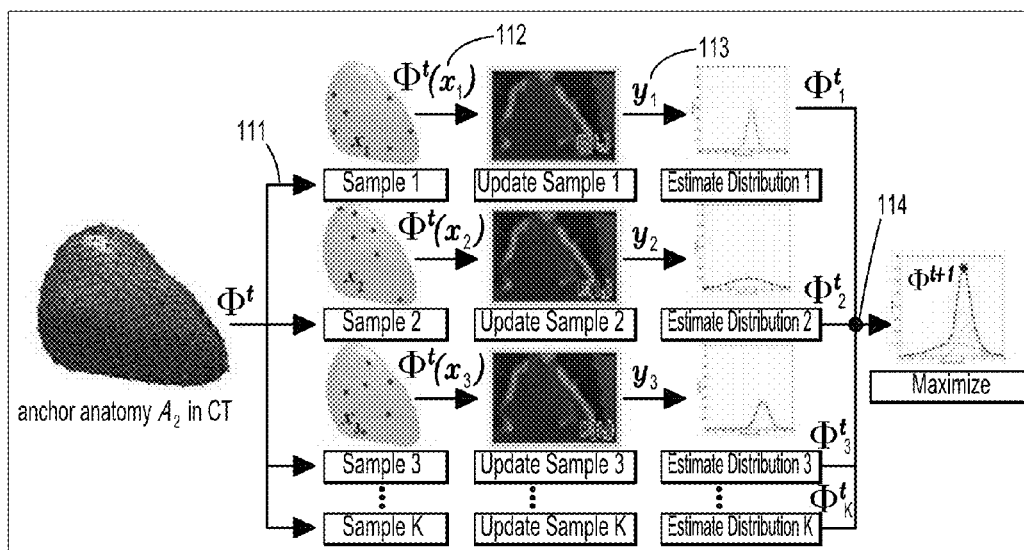 112
113
Φᵗ(x₁)
y₁
Φᵗ₁
111
Sample 1
Update Sample 1
Estimate Distribution 1
114
Φᵗ(x₂)
y₂
Φᵗ
Φᵗ₂
Φᵗ⁺¹
Sample 2
Update Sample 2
Estimate Distribution 2
Φᵗ(x₃)
y₃
Maximize
anchor anatomy A₂ in CT
Φᵗ₃
Sample 3
Update Sample 3
Estimate Distribution 3
Φᵗ_K
Sample K
Update Sample K
Estimate Distribution K